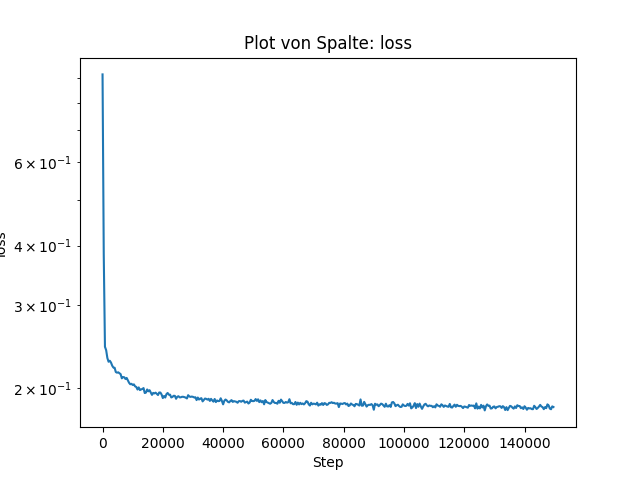 Plot von Spalte: loss
6 × 10⁻¹
4 × 10⁻¹
3 × 10⁻¹
2 × 10⁻¹
loss
0 20000 40000 60000 80000 100000 120000 140000
Step